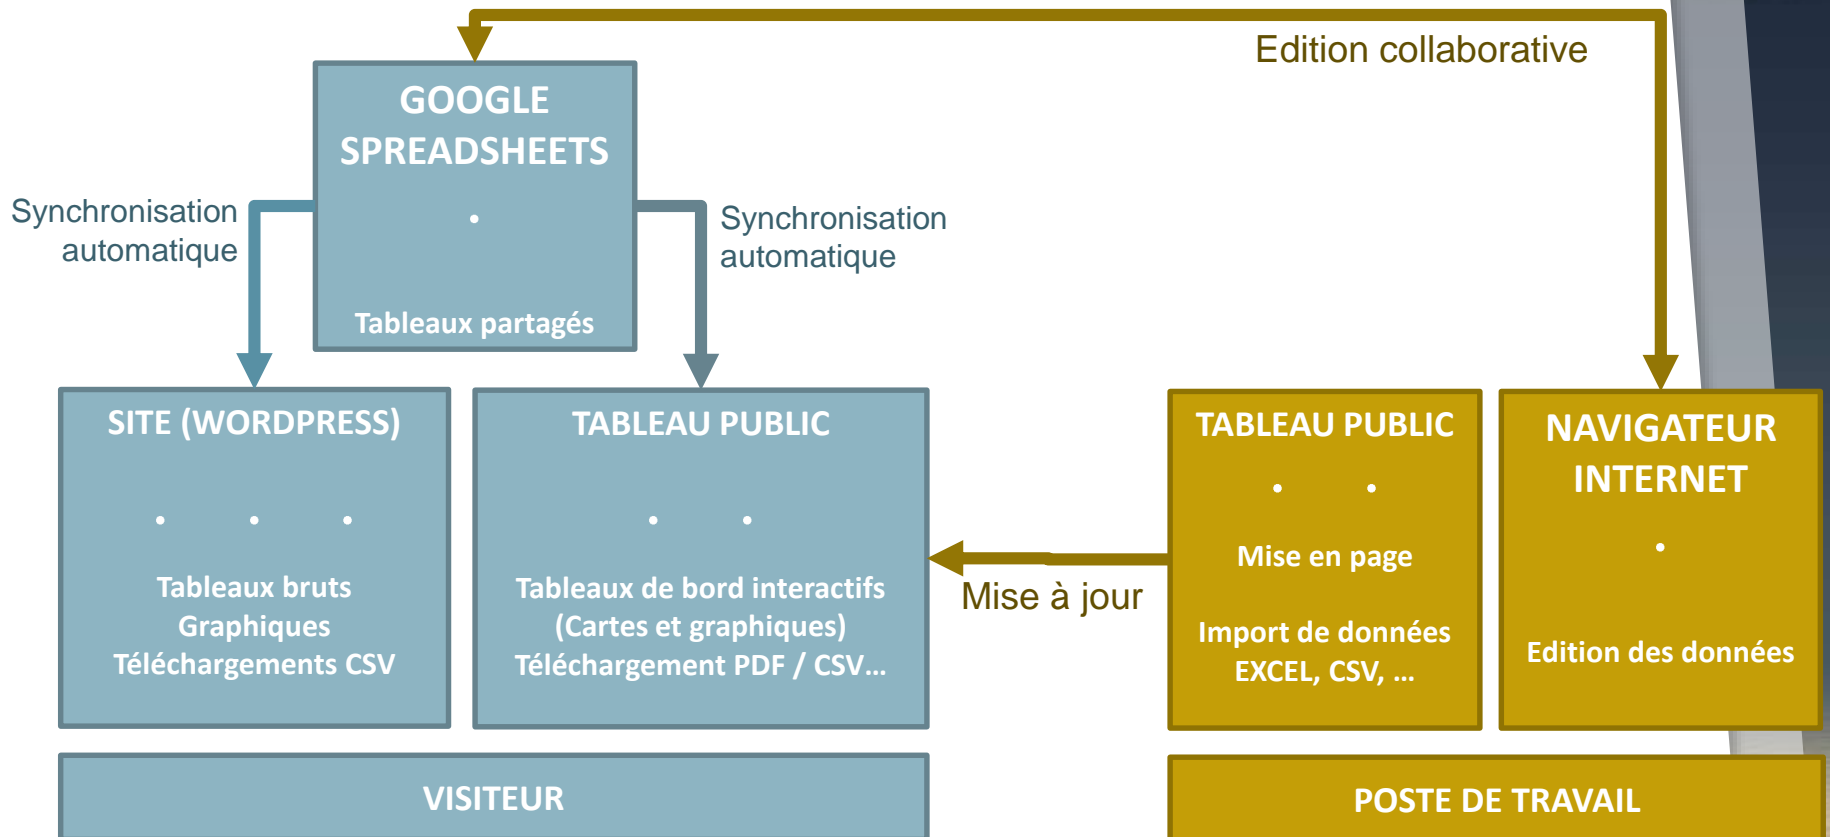 Edition collaborative
GOOGLE
SPREADSHEETS
.
Tableaux partagés
Synchronisation
automatique
Synchronisation
automatique
SITE (WORDPRESS)
. . .
Tableaux bruts
Graphiques
Téléchargements CSV
TABLEAU PUBLIC
. .
Tableaux de bord interactifs
(Cartes et graphiques)
Téléchargement PDF / CSV…
Mise à jour
TABLEAU PUBLIC
. .
Mise en page
Import de données
EXCEL, CSV, …
NAVIGATEUR
INTERNET
.
Edition des données
VISITEUR
POSTE DE TRAVAIL